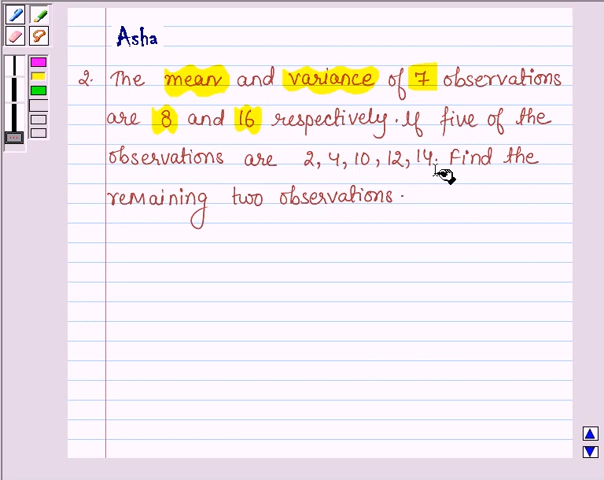 Asha
2. The mean and variance of 7 observations
are 8 and 16 respectively. If five of the
observations are 2, 4, 10, 12, 14. Find the
remaining two observations.